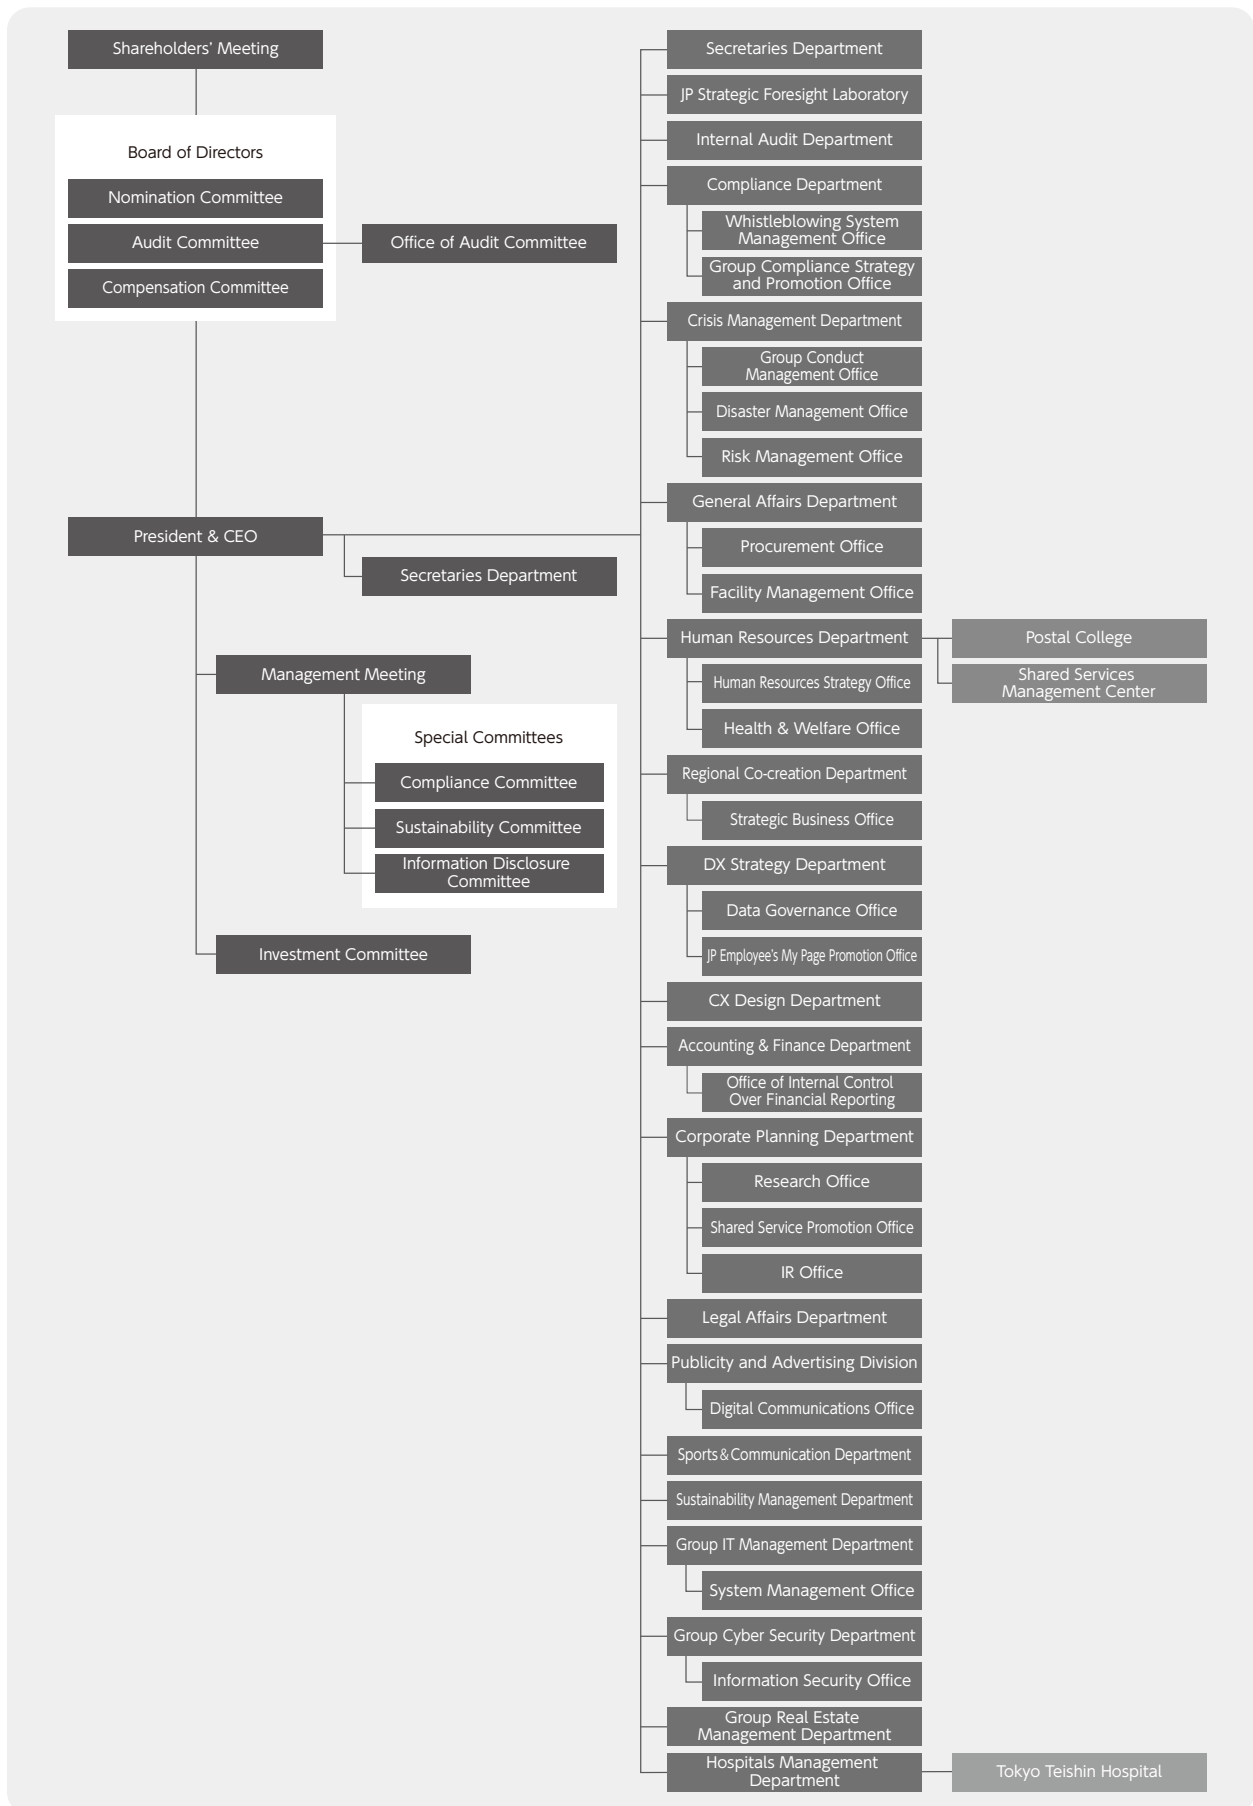 Shareholders' Meeting
Board of Directors
Nomination Committee
Audit Committee
Office of Audit Committee
Compensation Committee
President & CEO
Secretaries Department
Management Meeting
Special Committees
Compliance Committee
Sustainability Committee
Information Disclosure
Committee
Investment Committee
Secretaries Department
JP Strategic Foresight Laboratory
Internal Audit Department
Compliance Department
Whistleblowing System
Management Office
Group Compliance Strategy
and Promotion Office
Crisis Management Department
Group Conduct
Management Office
Disaster Management Office
Risk Management Office
General Affairs Department
Procurement Office
Facility Management Office
Human Resources Department
Postal College
Shared Services
Management Center
Human Resources Strategy Office
Health & Welfare Office
Regional Co-creation Department
Strategic Business Office
DX Strategy Department
Data Governance Office
JP Employee's My Page Promotion Office
CX Design Department
Accounting & Finance Department
Office of Internal Control
Over Financial Reporting
Corporate Planning Department
Research Office
Shared Service Promotion Office
IR Office
Legal Affairs Department
Publicity and Advertising Division
Digital Communications Office
Sports & Communication Department
Sustainability Management Department
Group IT Management Department
System Management Office
Group Cyber Security Department
Information Security Office
Group Real Estate
Management Department
Hospitals Management
Department
Tokyo Teishin Hospital